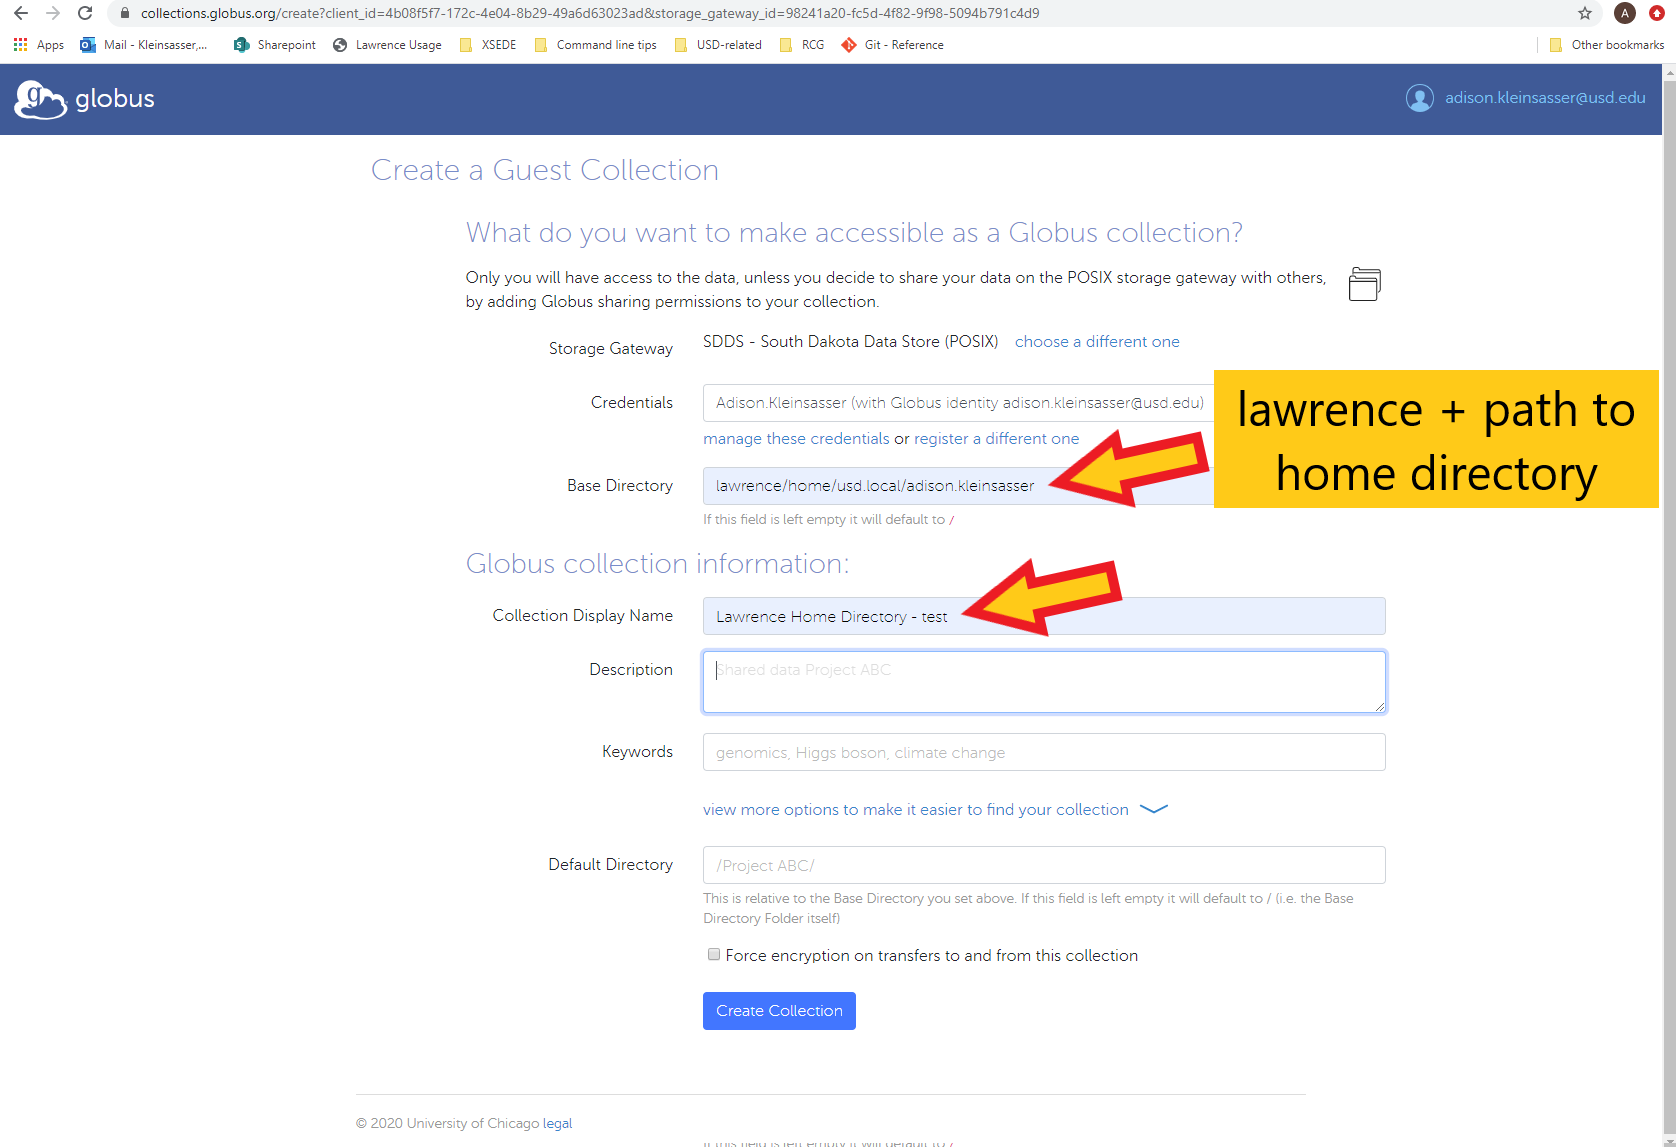 collections.globus.org/create?client_id=4b08f5f7-172c-4e04-8b29-49a6d63023ad&storage_gateway_id=98241a20-fc5d-4f82-9f98-5094b791c4d9
A
Apps Mail - Kleinsasser,... Sharepoint Lawrence Usage XSEDE Command line tips USD-related RCG Git - Reference Other bookmarks
globus
adison.kleinsasser@usd.edu
Create a Guest Collection
What do you want to make accessible as a Globus collection?
Only you will have access to the data, unless you decide to share your data on the POSIX storage gateway with others,
by adding Globus sharing permissions to your collection.
Storage Gateway SDDS - South Dakota Data Store (POSIX) choose a different one
Credentials Adison.Kleinsasser (with Globus identity adison.kleinsasser@usd.edu)
manage these credentials or register a different one
lawrence + path to
home directory
Base Directory lawrence/home/usd.local/adison.kleinsasser
If this field is left empty it will default to /
Globus collection information:
Collection Display Name Lawrence Home Directory - test
Description Shared data Project ABC
Keywords genomics, Higgs boson, climate change
view more options to make it easier to find your collection
Default Directory /Project ABC/
This is relative to the Base Directory you set above. If this field is left empty it will default to / (i.e. the Base
Directory Folder itself)
Force encryption on transfers to and from this collection
Create Collection
© 2020 University of Chicago legal
If this field is left empty it will default to /